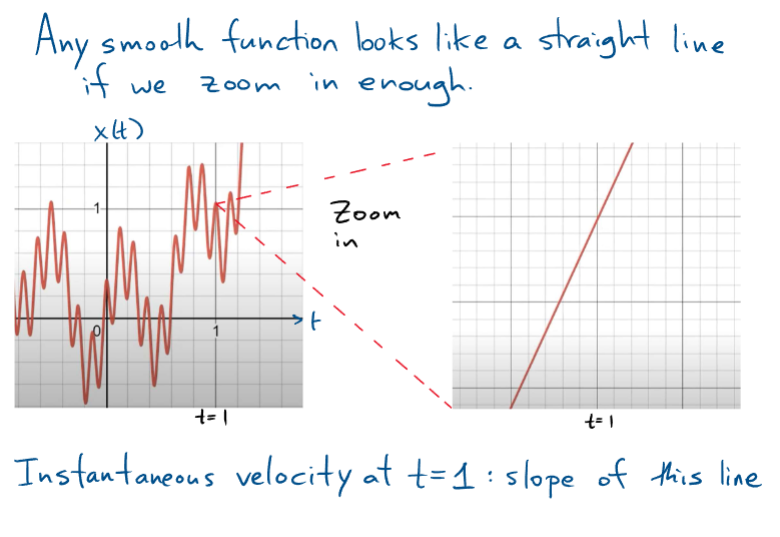 Any smooth function looks like a straight line
if we zoom in enough.
x(t)
1
0
1
t
t=1
Zoom
in
t=1
Instantaneous velocity at t=1: slope of this line